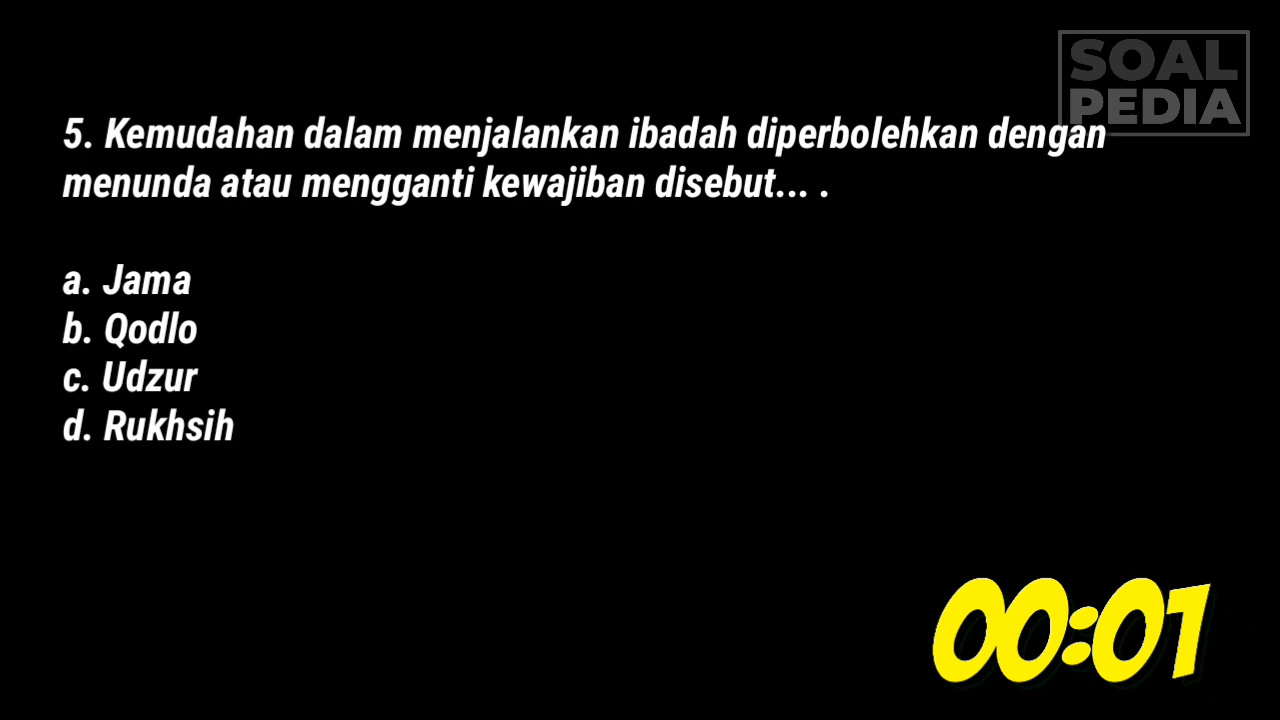 SOAL
PEDIA
5. Kemudahan dalam menjalankan ibadah diperbolehkan dengan
menunda atau mengganti kewajiban disebut... .
a. Jama
b. Qodlo
c. Udzur
d. Rukhsih
00:01